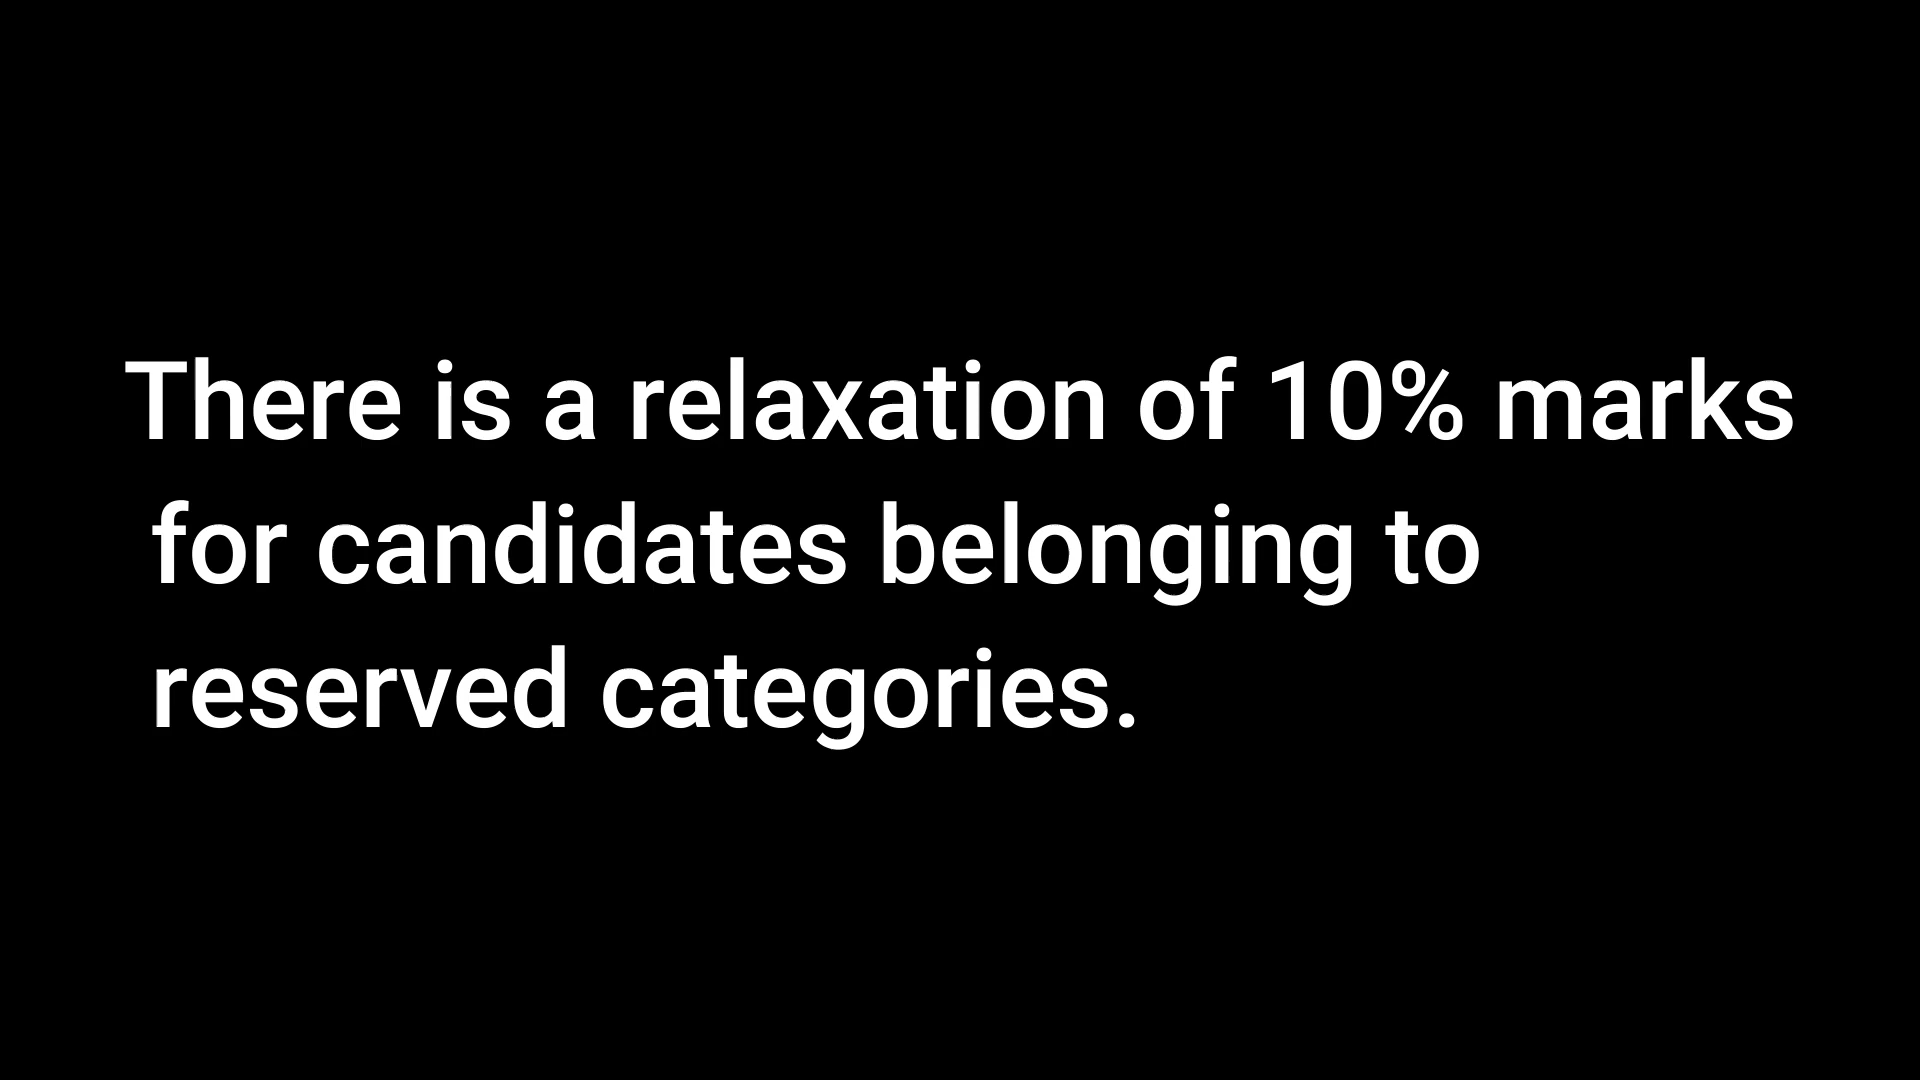 There is a relaxation of 10% marks
for candidates belonging to
reserved categories.